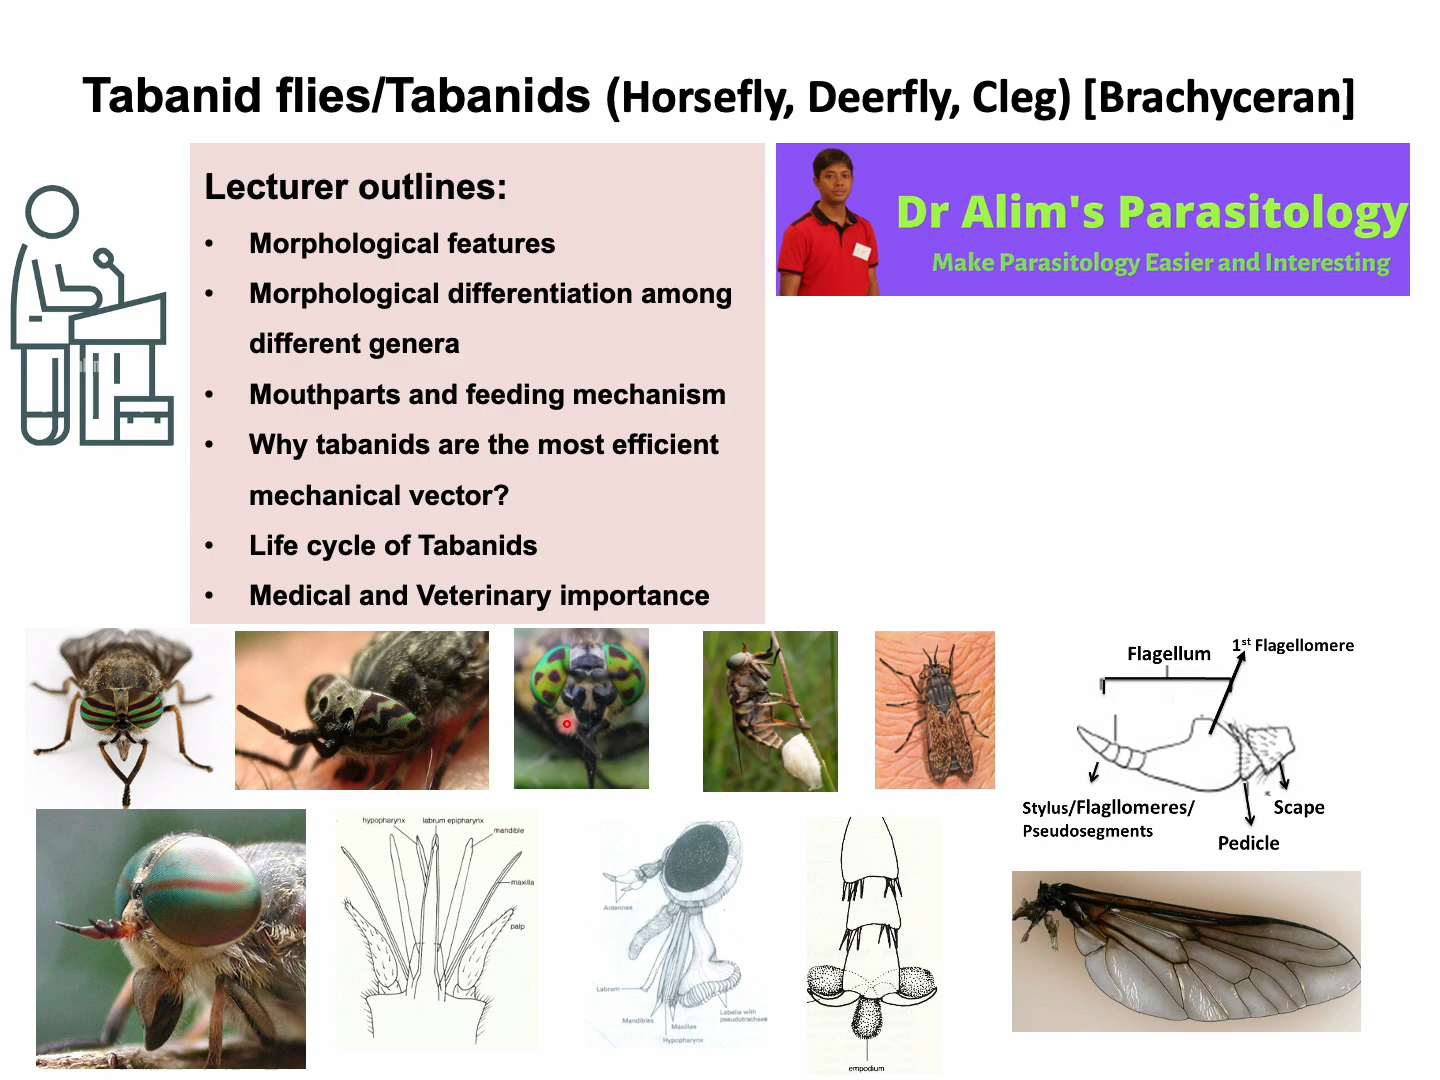 Tabanid flies/Tabanids (Horsefly, Deerfly, Cleg) [Brachyceran]
Lecturer outlines:
• Morphological features
• Morphological differentiation among
different genera
• Mouthparts and feeding mechanism
• Why tabanids are the most efficient
mechanical vector?
• Life cycle of Tabanids
• Medical and Veterinary importance
Dr Alim's Parasitology
Make Parasitology Easier and Interesting
1st Flagellomere
Flagellum
Stylus/Flagllomeres/
Pseudosegments
Scape
Pedicle
hypopharynx
labrum epipharynx
mandible
maxilla
palp
Antennae
Labrum
Mandibles
Maxillae
Hypopharynx
Labella with
pseudotracheae
empodium